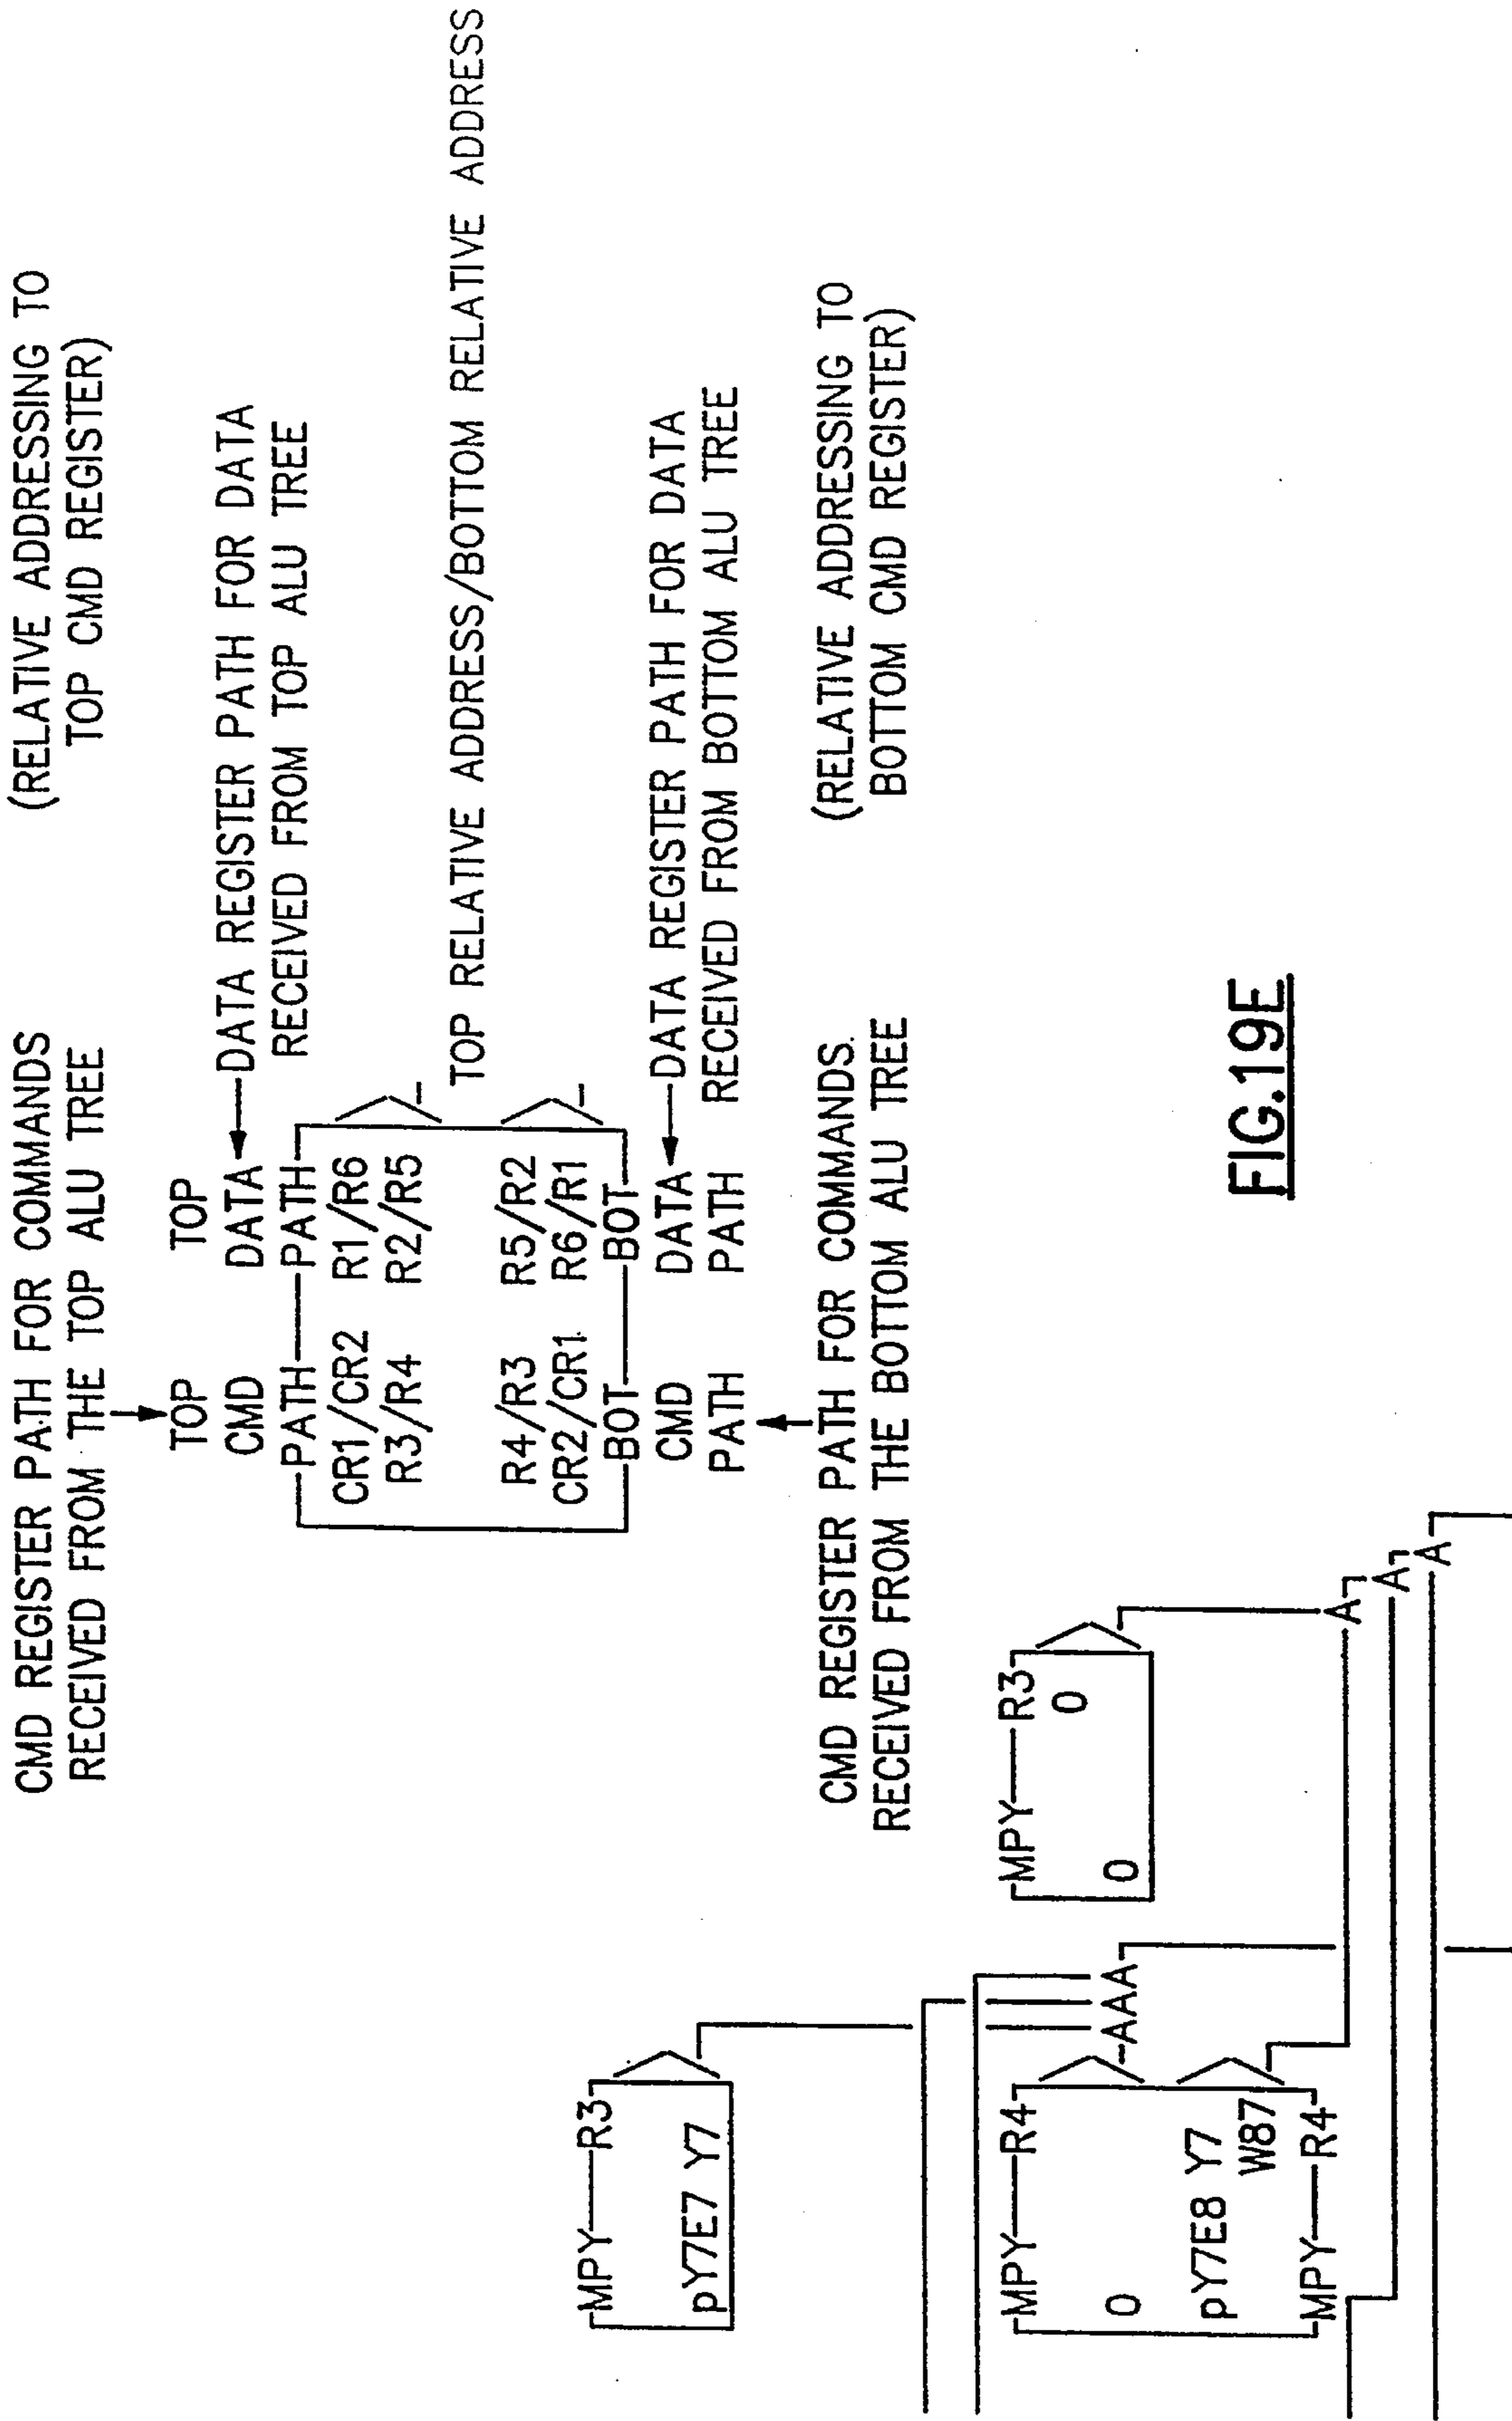 CMD REGISTER PATH FOR COMMANDS
RECEIVED FROM THE TOP ALU TREE
(RELATIVE ADDRESSING TO
TOP CMD REGISTER)
TOP TOP
CMD DATA
DATA REGISTER PATH FOR DATA
RECEIVED FROM TOP ALU TREE
PATH PATH
CR1/CR2 R1/R6
R3/R4 R2/R5
TOP RELATIVE ADDRESS/BOTTOM RELATIVE ADDRESS
R4/R3 R5/R2
CR2/CR1 R6/R1
BOT BOT
CMD DATA
PATH PATH
DATA REGISTER PATH FOR DATA
RECEIVED FROM BOTTOM ALU TREE
CMD REGISTER PATH FOR COMMANDS.
RECEIVED FROM THE BOTTOM ALU TREE
(RELATIVE ADDRESSING TO
BOTTOM CMD REGISTER)
MPY R3
pY7E7 Y7
MPY R4
0
AAA
pY7E8 Y7
W87
MPY R4
MPY R3
0
0
A
A
A
FIG.19E